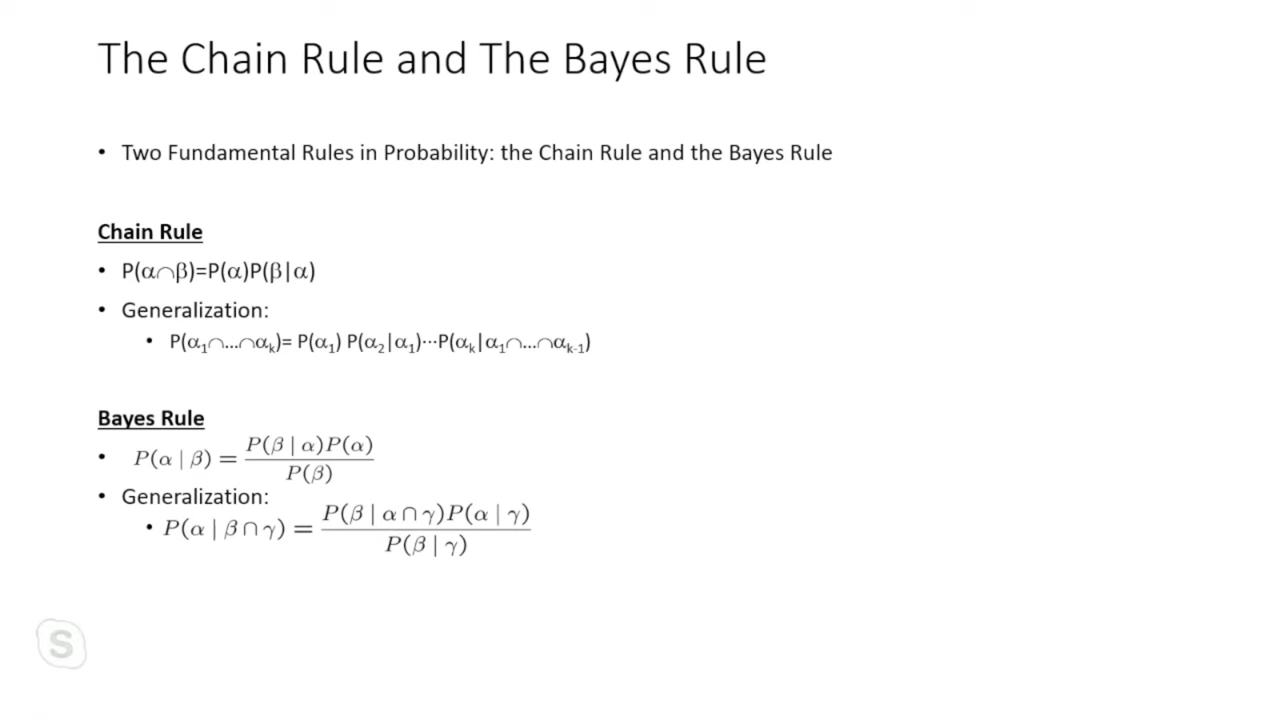 The Chain Rule and The Bayes Rule
• Two Fundamental Rules in Probability: the Chain Rule and the Bayes Rule
Chain Rule
• P(α∩β)=P(α)P(β|α)
• Generalization:
• P(α₁∩…∩αₖ)= P(α₁) P(α₂|α₁)···P(αₖ|α₁∩…∩αₖ₋₁)
Bayes Rule
• P(α | β) = P(β | α)P(α) / P(β)
• Generalization:
• P(α | β ∩ γ) = P(β | α ∩ γ)P(α | γ) / P(β | γ)
S